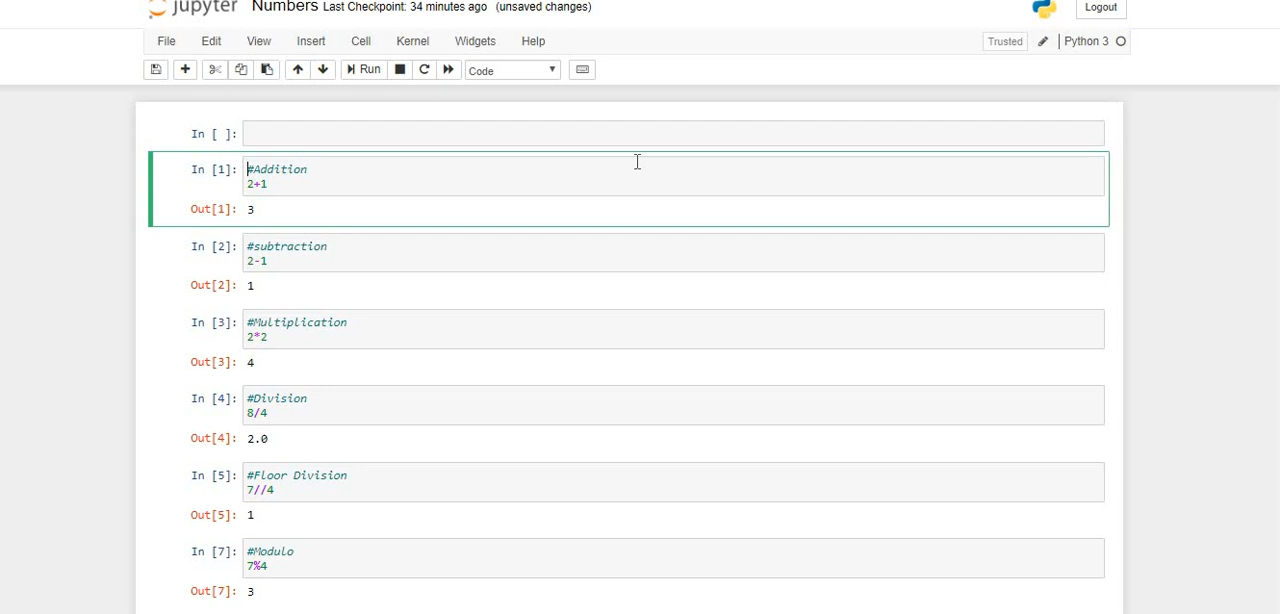 jupyter Numbers Last Checkpoint: 34 minutes ago (unsaved changes) Logout
File Edit View Insert Cell Kernel Widgets Help Trusted Python 3
Run Code
In [ ]:
In [1]: #Addition
2+1
Out[1]: 3
In [2]: #subtraction
2-1
Out[2]: 1
In [3]: #Multiplication
2*2
Out[3]: 4
In [4]: #Division
8/4
Out[4]: 2.0
In [5]: #Floor Division
7//4
Out[5]: 1
In [7]: #Modulo
7%4
Out[7]: 3